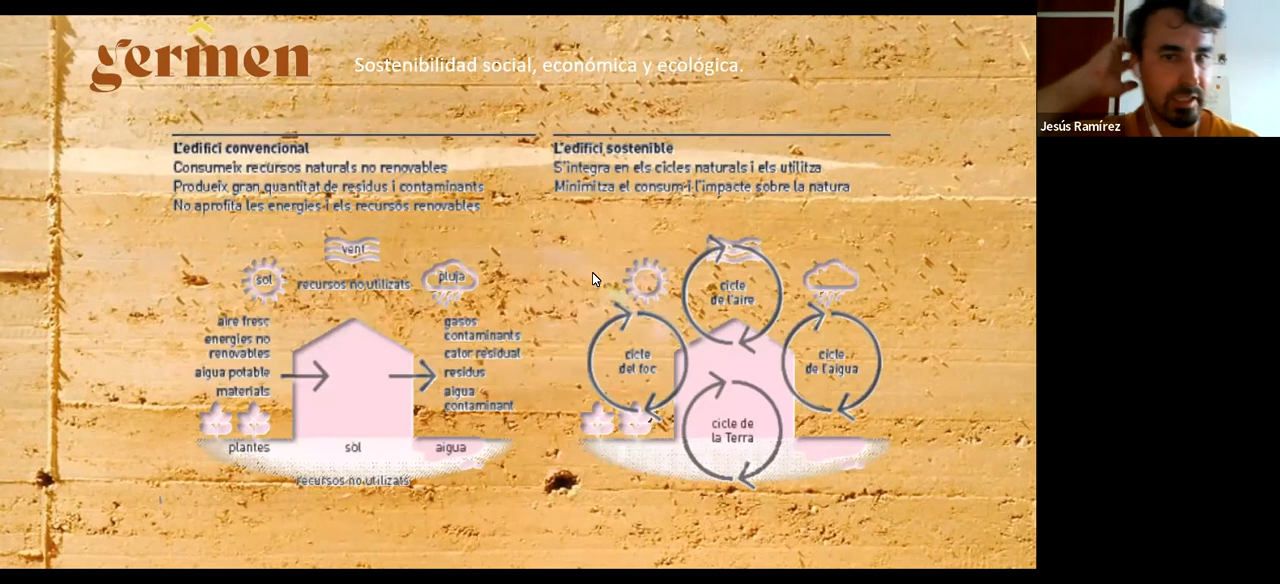 germen
Sostenibilidad social, económica y ecológica.
Jesús Ramírez
L'edifici convencional
Consumeix recursos naturals no renovables
Produeix gran quantitat de residus i contaminants
No aprofita les energies i els recursos renovables
vent
sol
recursos no utilizats
pluja
aire fresc
energies no
renovables
aigua potable
materials
gasos
contaminants
calor residual
residus
aigua
contaminant
plantes
sòl
aigua
recursos no utilizats
L'edifici sostenible
S'integra en els cicles naturals i els utilitza
Minimitza el consum i l'impacte sobre la natura
cicle
de l'aire
cicle
del foc
cicle
de l'aigua
cicle de
la Terra